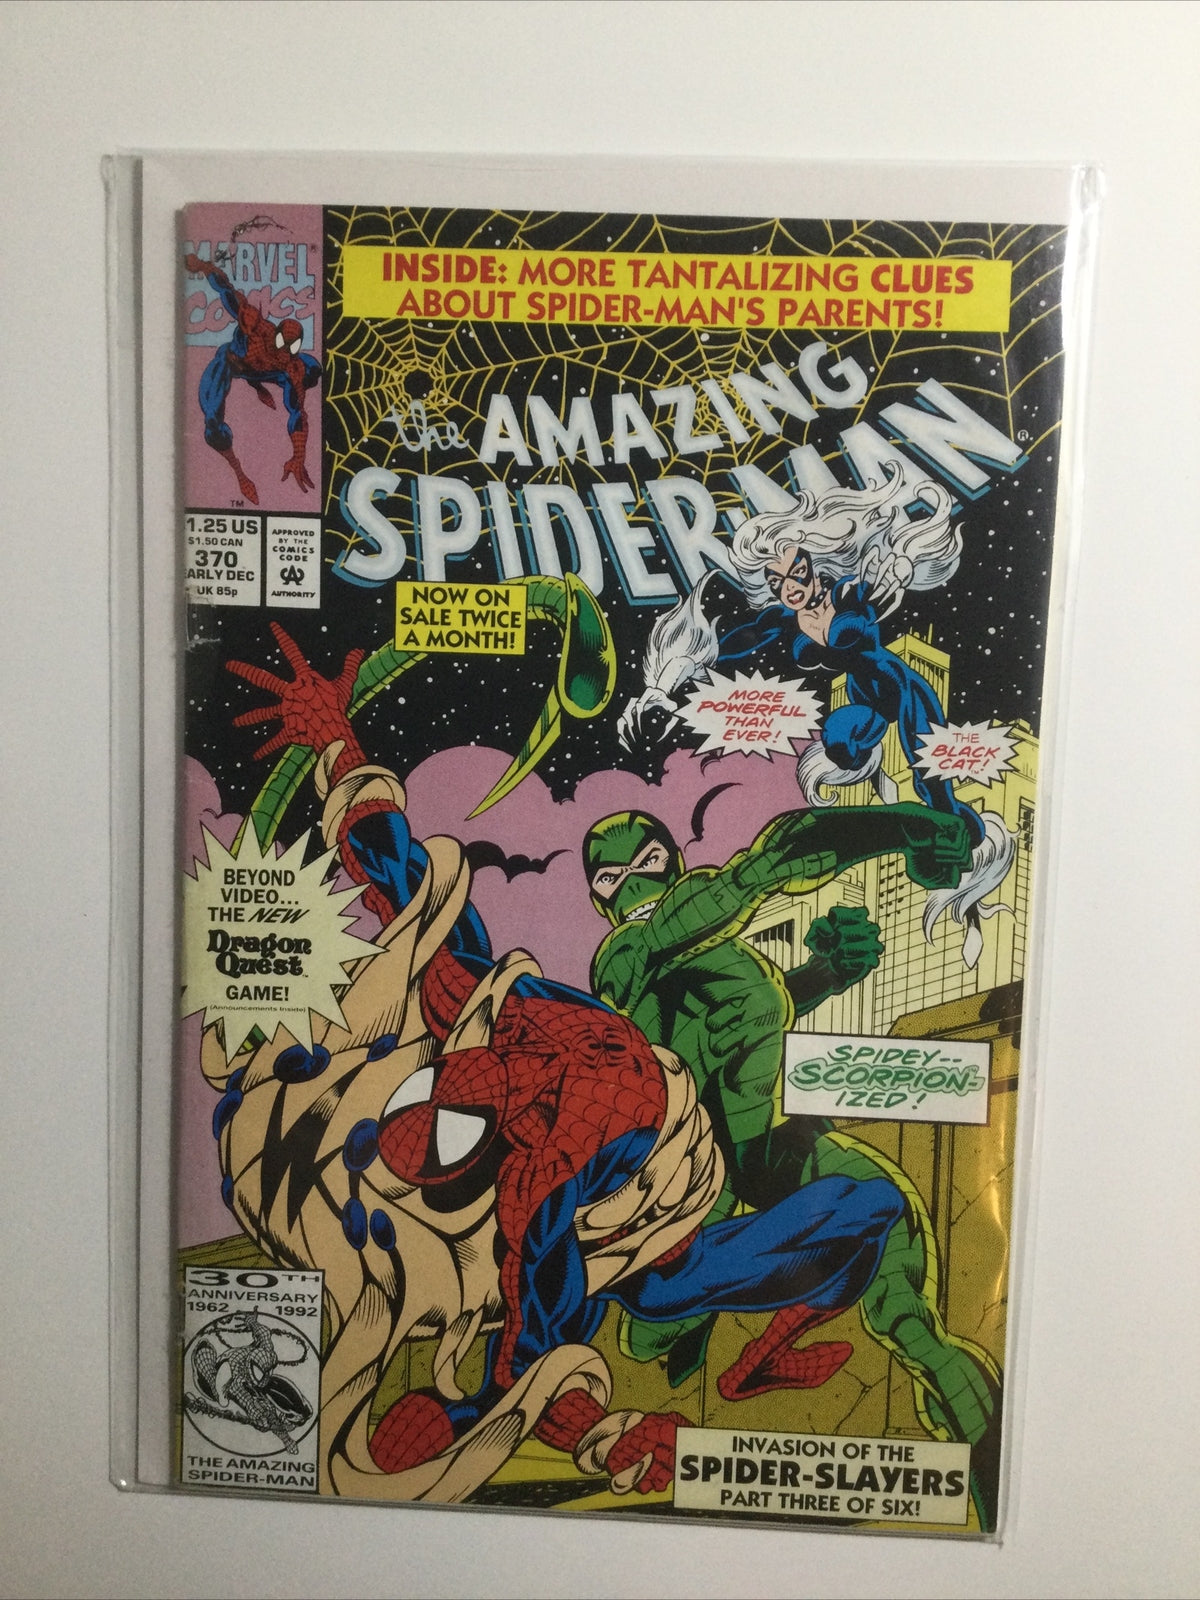 MARVEL®
COMICS
TM
INSIDE: MORE TANTALIZING CLUES
ABOUT SPIDER-MAN'S PARENTS!
the AMAZING
SPIDER-MAN®
1.25 US
$1.50 CAN
370
EARLY DEC
UK 85p
APPROVED
BY THE
COMICS
CODE
CA
AUTHORITY
NOW ON
SALE TWICE
A MONTH!
MORE
POWERFUL
THAN
EVER!
THE
BLACK
CAT!™
BEYOND
VIDEO...
THE NEW
Dragon
Quest™
GAME!
(Announcements Inside)
SPIDEY--
SCORPION-
IZED!
30TH
ANNIVERSARY
1962 1992
THE AMAZING
SPIDER-MAN
INVASION OF THE
SPIDER-SLAYERS
PART THREE OF SIX!